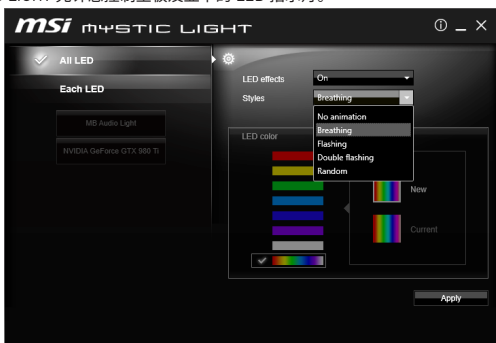 msi MYSTIC LIGHT
All LED
Each LED
MB Audio Light
NVIDIA GeForce GTX 980 Ti
LED effects
On
Styles
Breathing
No animation
Breathing
Flashing
Double flashing
Random
LED color
New
Current
Apply